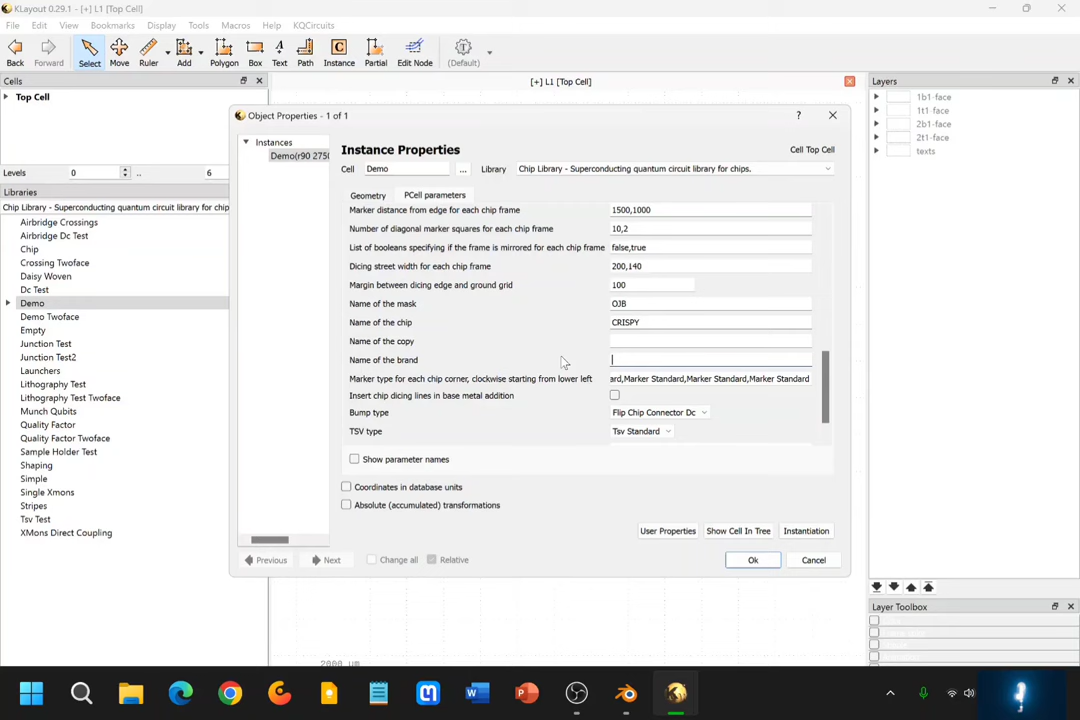 KLayout 0.29.1 - [+] L1 [Top Cell]
File Edit View Bookmarks Display Tools Macros Help KQCircuits
Back Forward Select Move Ruler Add Polygon Box Text Path Instance Partial Edit Node (Default)
Cells
[+] L1 [Top Cell]
Layers
Top Cell
1b1-face
1t1-face
2b1-face
2t1-face
texts
Levels 0 .. 6
Libraries
Chip Library - Superconducting quantum circuit library for chip
Airbridge Crossings
Airbridge Dc Test
Chip
Crossing Twoface
Daisy Woven
Dc Test
Demo
Demo Twoface
Empty
Junction Test
Junction Test2
Launchers
Lithography Test
Lithography Test Twoface
Munch Qubits
Quality Factor
Quality Factor Twoface
Sample Holder Test
Shaping
Simple
Single Xmons
Stripes
Tsv Test
XMons Direct Coupling
Object Properties - 1 of 1
Instances
Demo(r90 2750
Instance Properties
Cell Top Cell
Cell Demo ... Library Chip Library - Superconducting quantum circuit library for chips.
Geometry PCell parameters
Marker distance from edge for each chip frame 1500,1000
Number of diagonal marker squares for each chip frame 10,2
List of booleans specifying if the frame is mirrored for each chip frame false,true
Dicing street width for each chip frame 200,140
Margin between dicing edge and ground grid 100
Name of the mask OJB
Name of the chip CRISPY
Name of the copy
Name of the brand
Marker type for each chip corner, clockwise starting from lower left ard,Marker Standard,Marker Standard,Marker Standard
Insert chip dicing lines in base metal addition
Bump type Flip Chip Connector Dc
TSV type Tsv Standard
Show parameter names
Coordinates in database units
Absolute (accumulated) transformations
User Properties Show Cell In Tree Instantiation
Previous Next Change all Relative Ok Cancel
Layer Toolbox
2000 µm